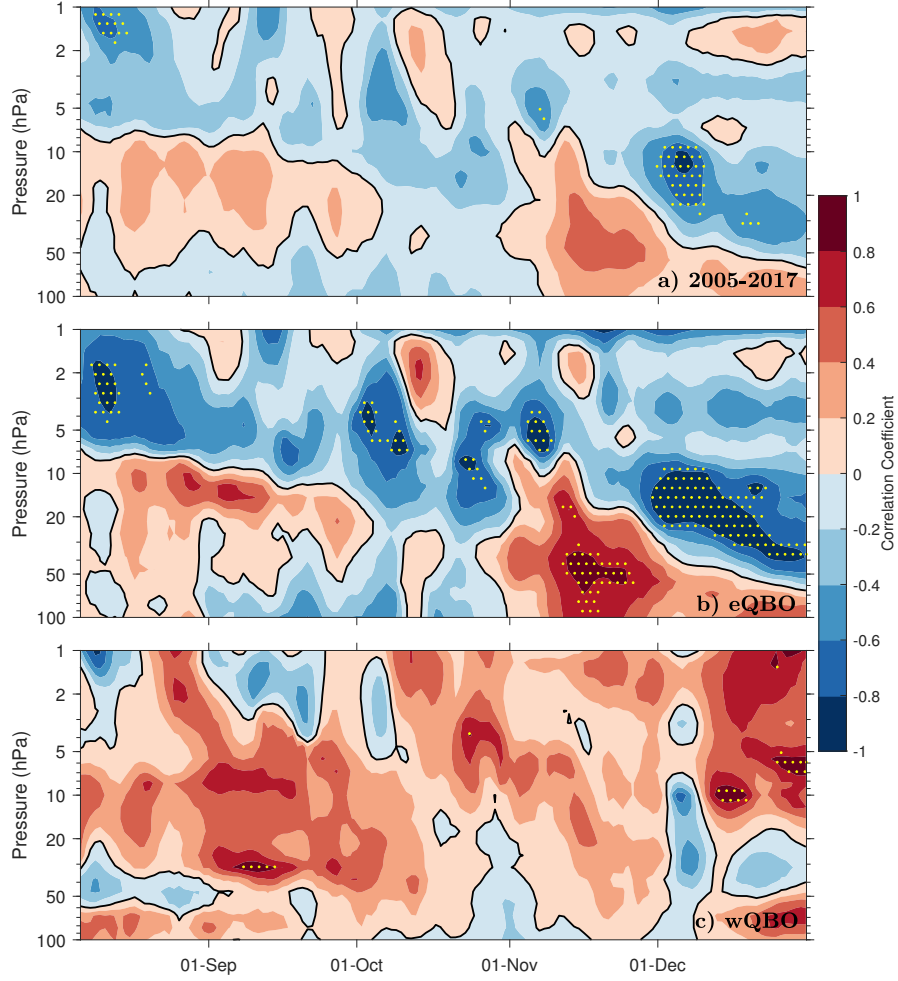 1
2
5
10
20
50
100
Pressure (hPa)
a) 2005-2017
1
2
5
10
20
50
100
Pressure (hPa)
b) eQBO
1
2
5
10
20
50
100
Pressure (hPa)
c) wQBO
01-Sep
01-Oct
01-Nov
01-Dec
1
0.8
0.6
0.4
0.2
0
-0.2
-0.4
-0.6
-0.8
-1
Correlation Coefficient